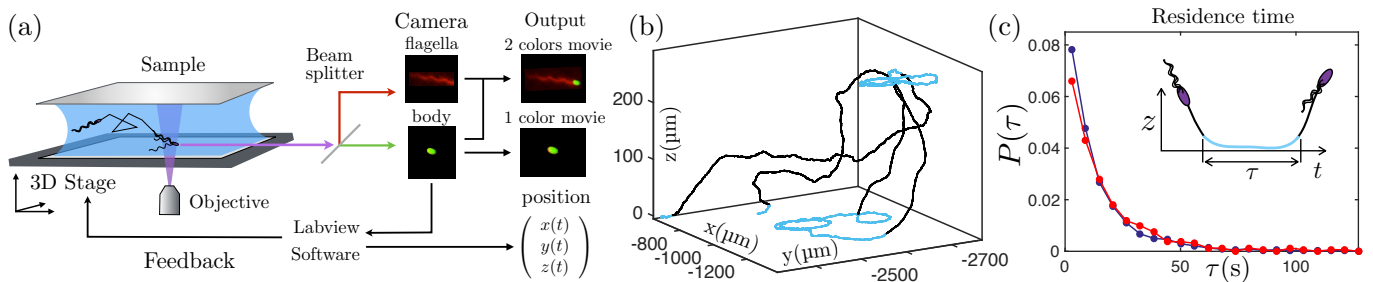 (a)
Sample
3D Stage
Objective
Feedback
Beam
splitter
Camera
flagella
body
Labview
Software
Output
2 colors movie
1 color movie
position
x(t)
y(t)
z(t)
(b)
z(µm)
200
100
0
x(µm)
-800
-1000
-1200
y(µm)
-2500
-2700
(c)
Residence time
P(τ)
0.08
0.06
0.04
0.02
0
0
50
100
τ(s)
z
τ
t